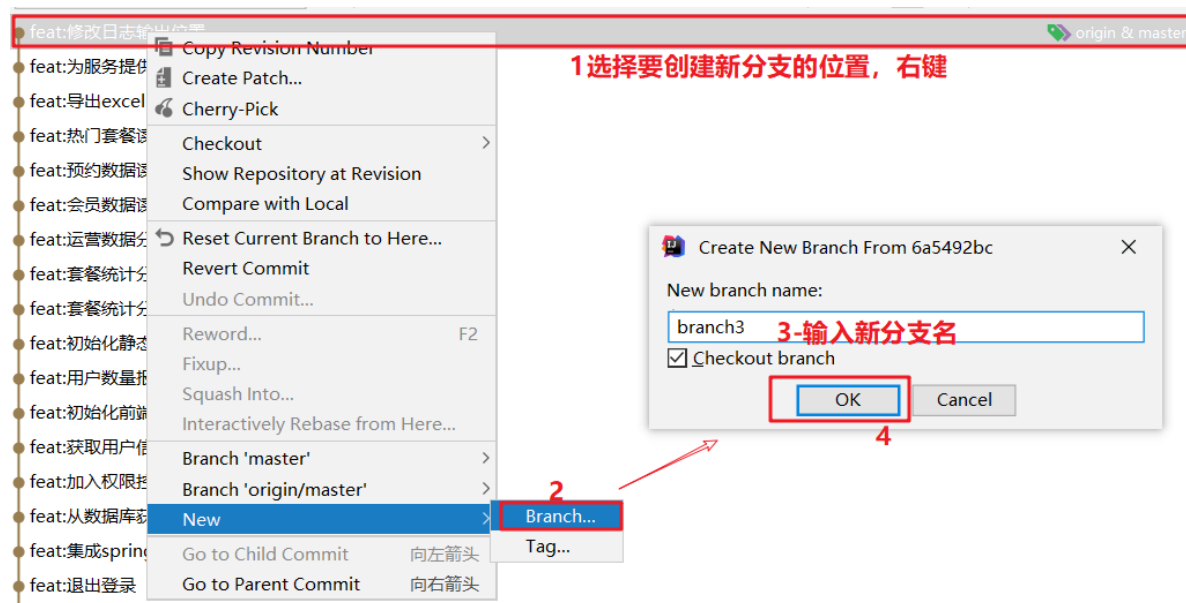 feat:修改日志输出位置
origin & master
1选择要创建新分支的位置，右键
feat:为服务提供
feat:导出excel
feat:热门套餐
feat:预约数据
feat:会员数据
feat:运营数据分
feat:套餐统计分
feat:套餐统计分
feat:初始化静态
feat:用户数量报
feat:初始化前端
feat:获取用户信
feat:加入权限控
feat:从数据库获
feat:集成spring
feat:退出登录
Copy Revision Number
Create Patch...
Cherry-Pick
Checkout
Show Repository at Revision
Compare with Local
Reset Current Branch to Here...
Revert Commit
Undo Commit...
Reword... F2
Fixup...
Squash Into...
Interactively Rebase from Here...
Branch 'master'
Branch 'origin/master'
New
Go to Child Commit 向左箭头
Go to Parent Commit 向右箭头
2
Branch...
Tag...
Create New Branch From 6a5492bc
New branch name:
branch3
3-输入新分支名
Checkout branch
OK Cancel
4